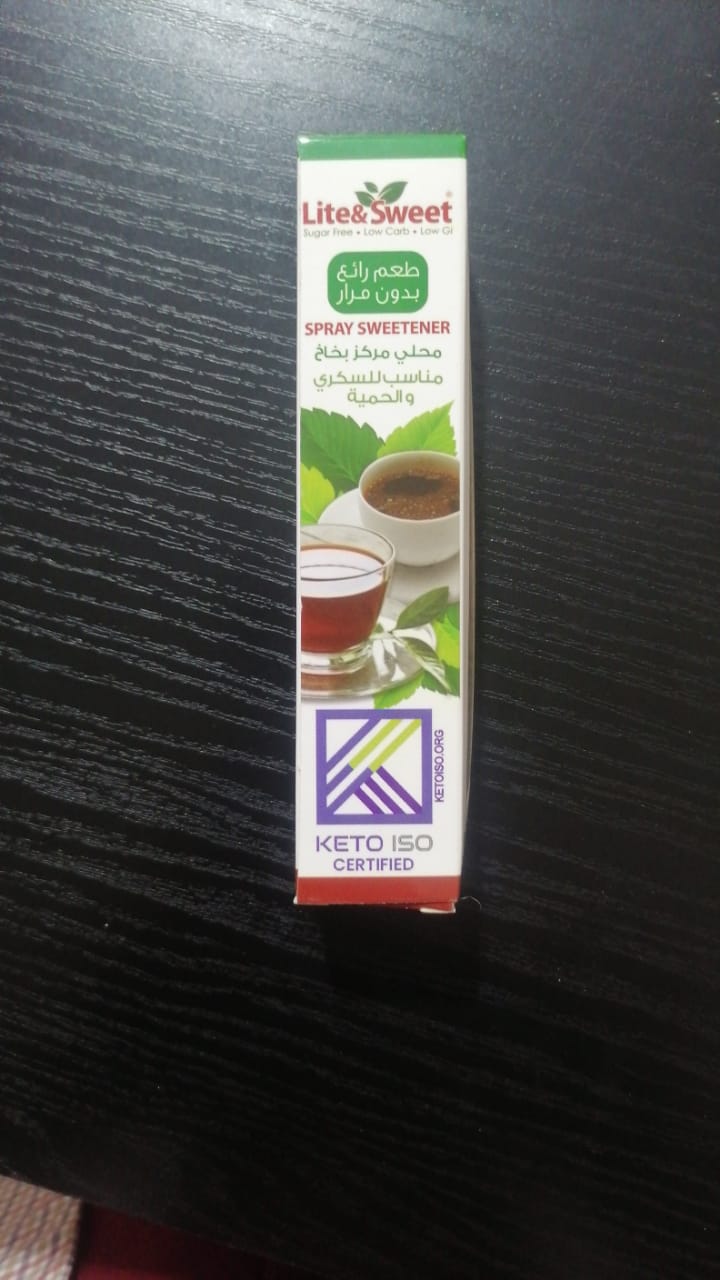 Lite&Sweet®
Sugar Free • Low Carb • Low GI
طعم رائع
بدون مرار
SPRAY SWEETENER
محلي مركز بخاخ
مناسب للسكري
والحمية
KETOISO.ORG
KETO ISO
CERTIFIED